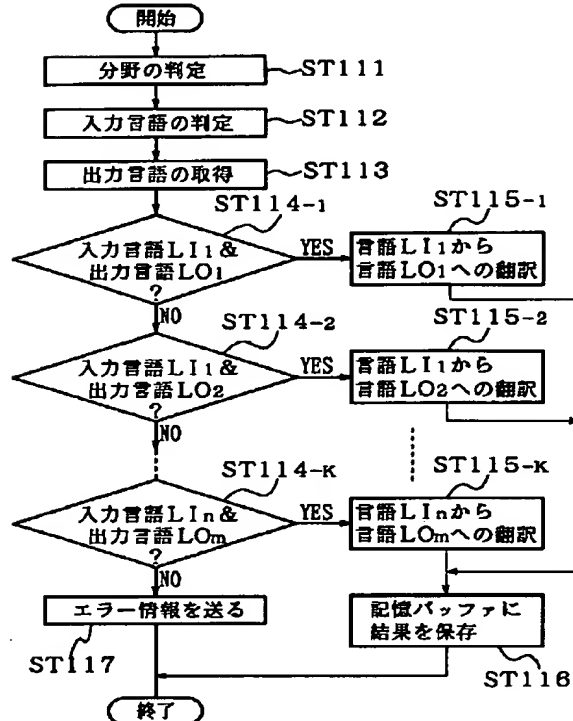 開始
分野の判定
ST111
入力言語の判定
ST112
出力言語の取得
ST113
ST114-1
入力言語LI1&
出力言語LO1
?
YES
NO
ST115-1
言語LI1から
言語LO1への翻訳
ST114-2
入力言語LI1&
出力言語LO2
?
YES
NO
ST115-2
言語LI1から
言語LO2への翻訳
ST114-K
入力言語LIn&
出力言語LOm
?
YES
NO
ST115-K
言語LInから
言語LOmへの翻訳
エラー情報を送る
ST117
記憶バッファに
結果を保存
ST116
終了